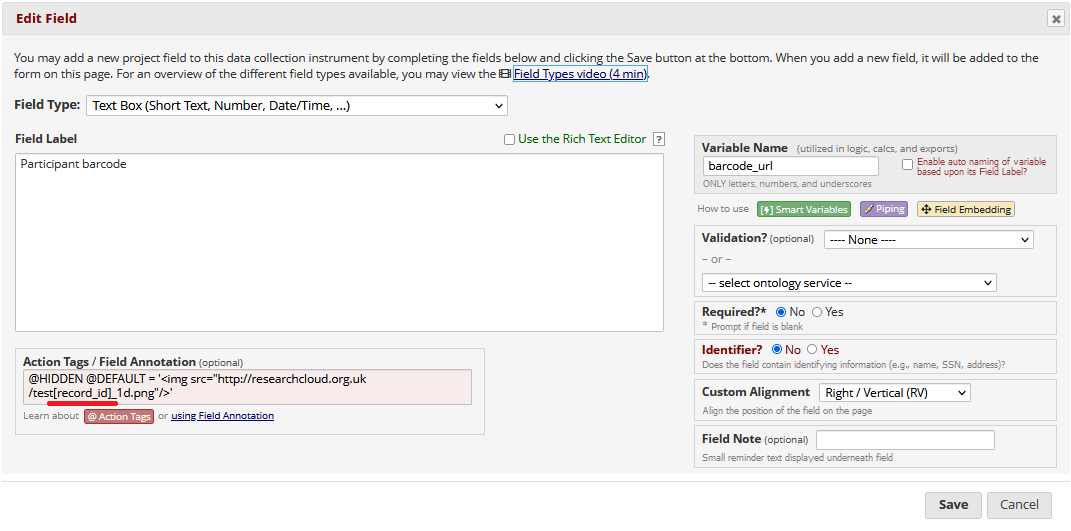 Edit Field
You may add a new project field to this data collection instrument by completing the fields below and clicking the Save button at the bottom. When you add a new field, it will be added to the
form on this page. For an overview of the different field types available, you may view the Field Types video (4 min).
Field Type: Text Box (Short Text, Number, Date/Time, ...)
Field Label
Use the Rich Text Editor ?
Participant barcode
Action Tags / Field Annotation (optional)
@HIDDEN @DEFAULT = '<img src="http://researchcloud.org.uk
/test[record_id]_1d.png"/>'
Learn about @ Action Tags or using Field Annotation
Variable Name (utilized in logic, calcs, and exports)
barcode_url
Enable auto naming of variable
based upon its Field Label?
ONLY letters, numbers, and underscores
How to use Smart Variables Piping Field Embedding
Validation? (optional) ---- None ----
-- or --
-- select ontology service --
Required?* No Yes
* Prompt if field is blank
Identifier? No Yes
Does the field contain identifying information (e.g., name, SSN, address)?
Custom Alignment Right / Vertical (RV)
Align the position of the field on the page
Field Note (optional)
Small reminder text displayed underneath field
Save Cancel